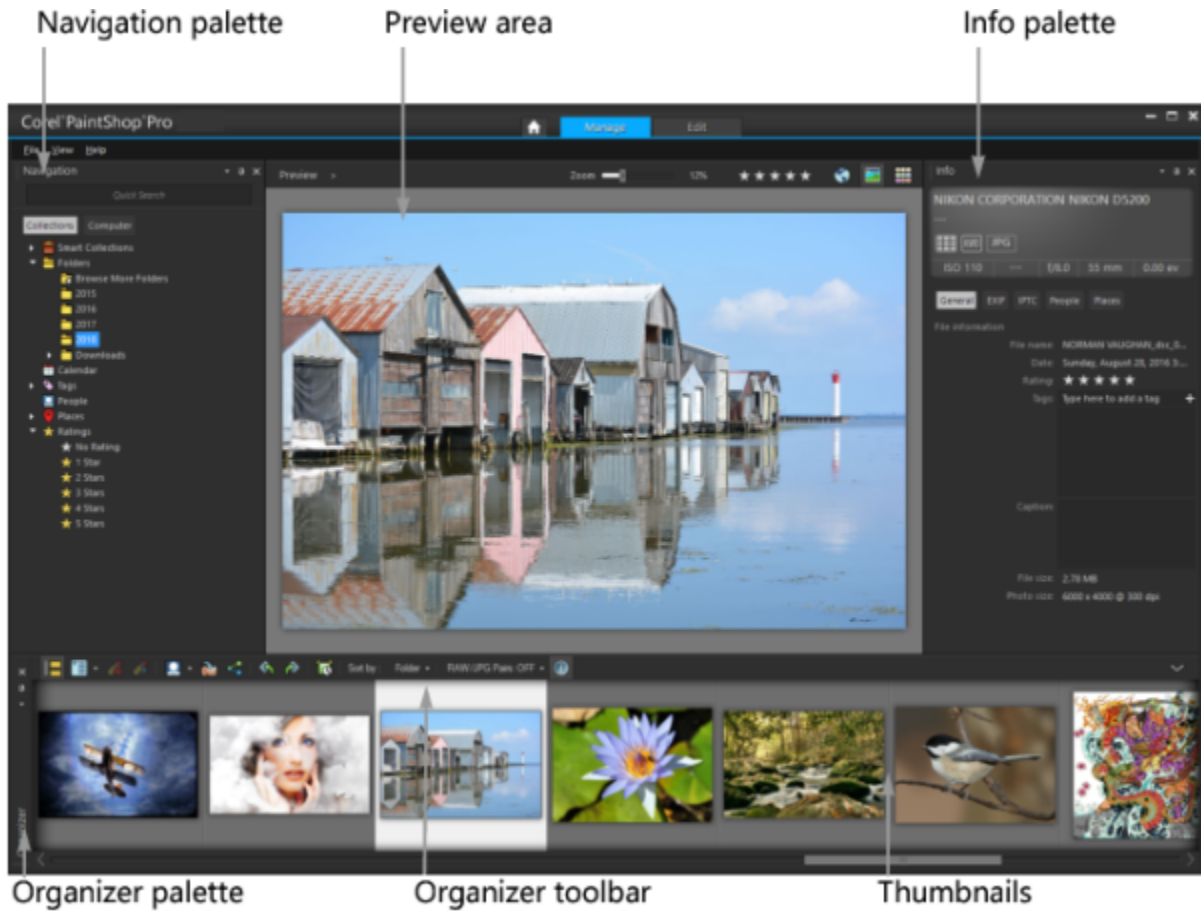 Navigation palette
Preview area
Info palette
Corel PaintShop Pro
Manage
Edit
File View Help
Navigation
Quick Search
Collections
Computer
Smart Collections
Folders
Browse More Folders
2015
2016
2017
2018
Downloads
Calendar
Tags
People
Places
Ratings
No Rating
1 Star
2 Stars
3 Stars
4 Stars
5 Stars
Preview
Zoom
12%
Info
NIKON CORPORATION NIKON D5200
JPG
ISO 110 --- f/8.0 55 mm 0.00 ev
General EXIF IPTC People Places
File information
File name: NORMAN VAUGHAN_dsc_0...
Date: Sunday, August 28, 2016 3:...
Rating:
Tags: Type here to add a tag +
Caption:
File size: 2.78 MB
Photo size: 6000 x 4000 @ 300 dpi
Sort by: Folder
RAW/JPG Pairs: OFF
Organizer palette
Organizer toolbar
Thumbnails